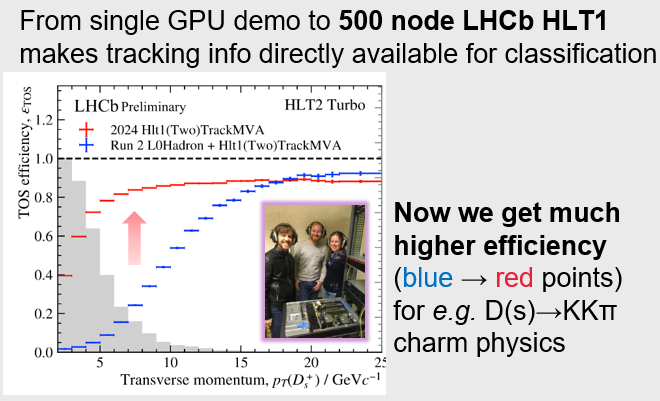 From single GPU demo to 500 node LHCb HLT1
makes tracking info directly available for classification
LHCb Preliminary
HLT2 Turbo
2024 Hlt1(Two)TrackMVA
Run 2 L0Hadron + Hlt1(Two)TrackMVA
TOS efficiency, εTOS
1.2
1.0
0.8
0.6
0.4
0.2
0.0
5 10 15 20 25
Transverse momentum, pT(Ds+) / GeVc−1
Now we get much
higher efficiency
(blue → red points)
for e.g. D(s)→KKπ
charm physics